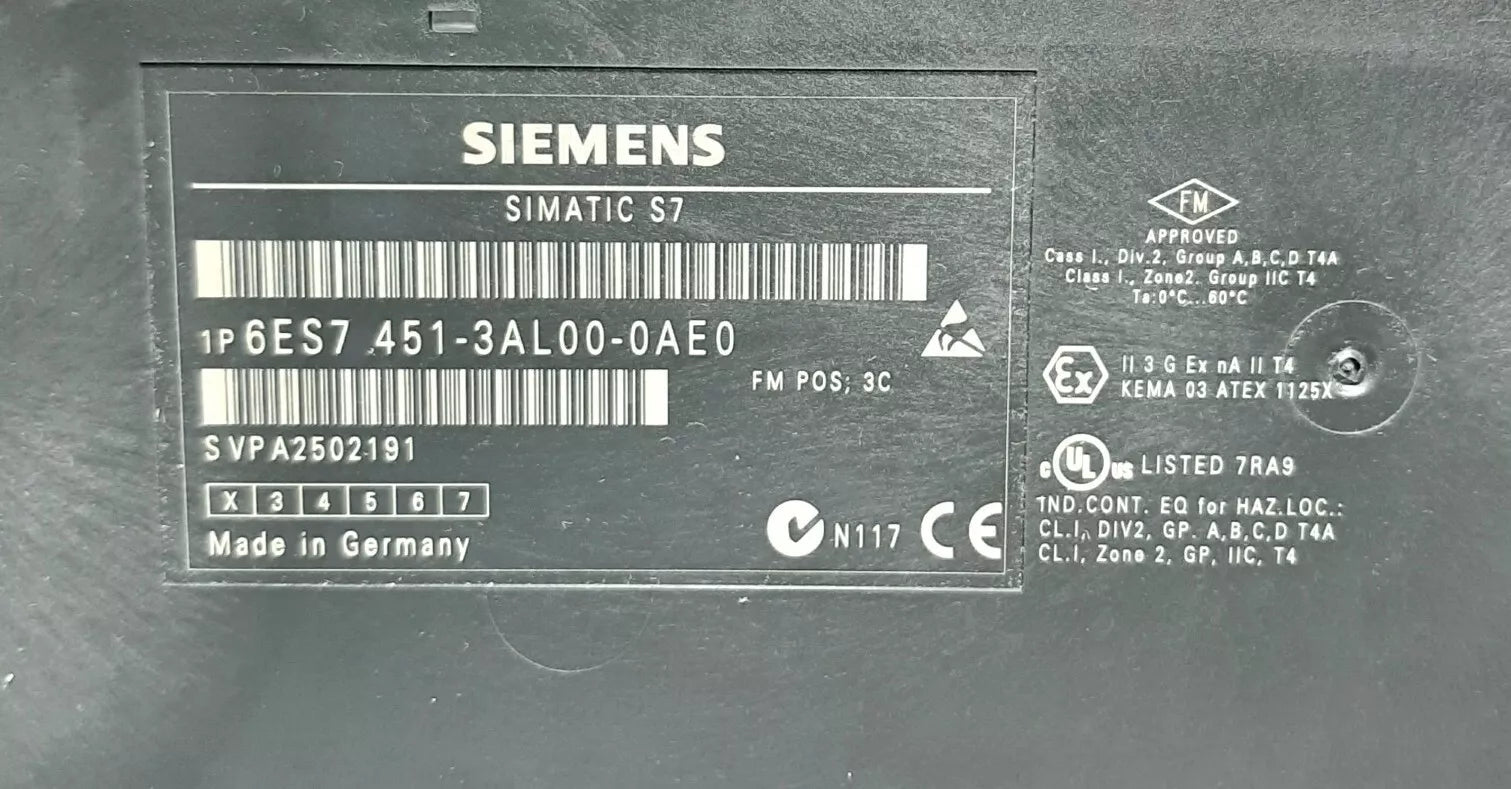 SIEMENS
SIMATIC S7
1P 6ES7 451-3AL00-0AE0
FM POS; 3C
S VPA2502191
X 3 4 5 6 7
Made in Germany
N117 CE
FM
APPROVED
Cass I., Div.2, Group A,B,C,D T4A
Class I., Zone2. Group IIC T4
Ta:0°C...60°C
Ex II 3 G Ex nA II T4
KEMA 03 ATEX 1125X
c UL us LISTED 7RA9
IND.CONT. EQ for HAZ.LOC.:
CL.I, DIV2, GP. A,B,C,D T4A
CL.I, Zone 2, GP, IIC, T4